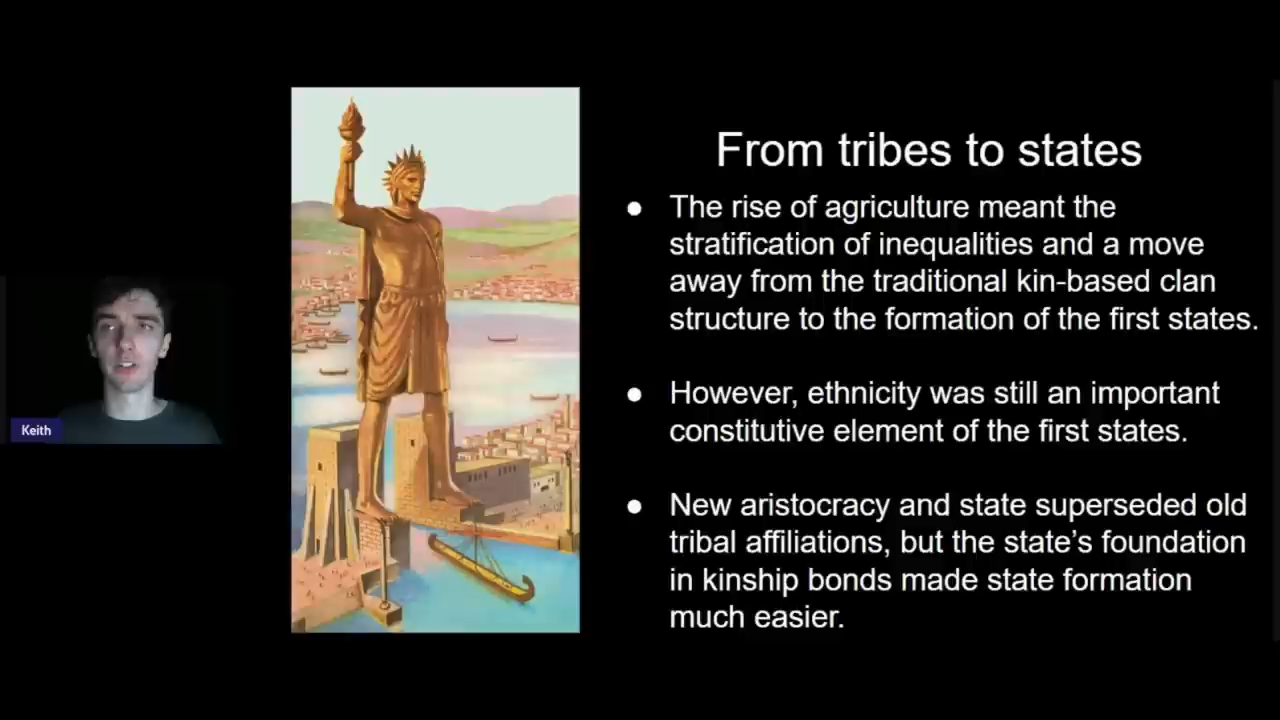 From tribes to states
● The rise of agriculture meant the
stratification of inequalities and a move
away from the traditional kin-based clan
structure to the formation of the first states.
● However, ethnicity was still an important
constitutive element of the first states.
● New aristocracy and state superseded old
tribal affiliations, but the state’s foundation
in kinship bonds made state formation
much easier.
Keith